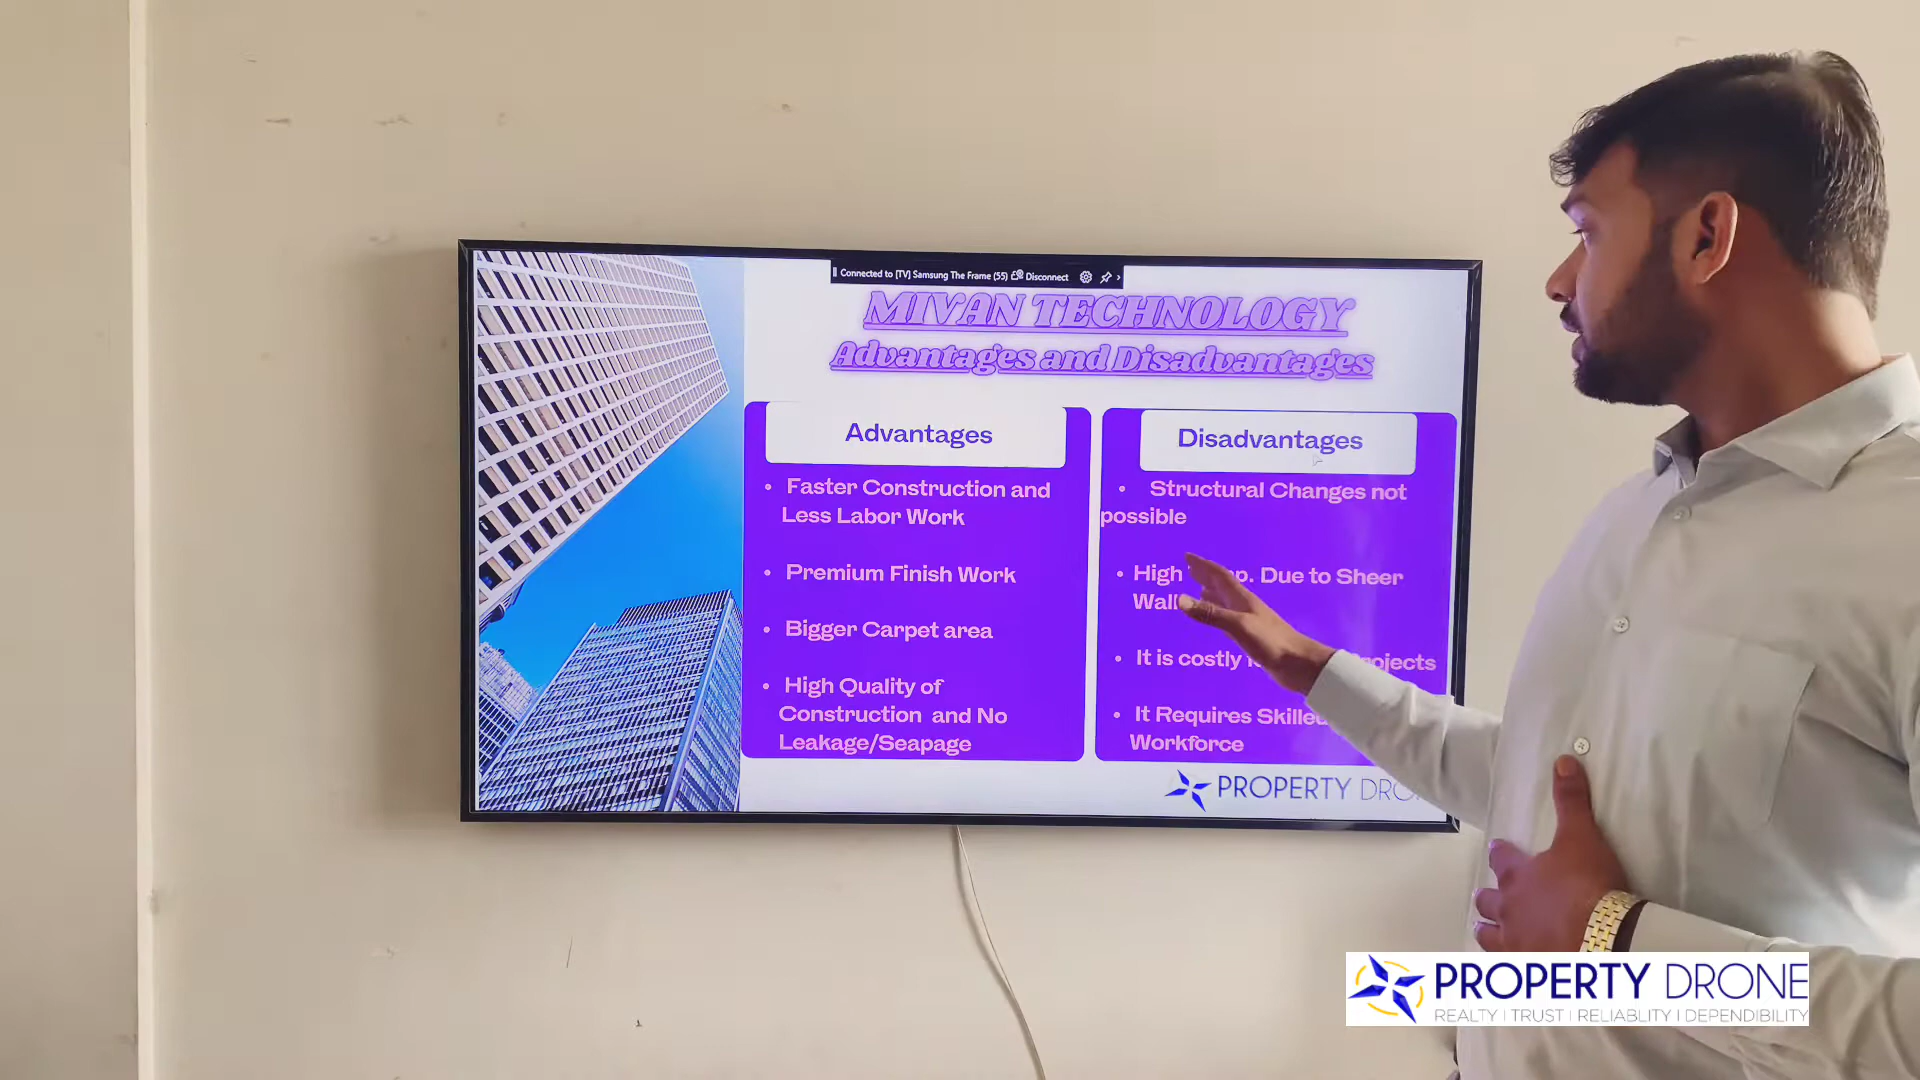 Connected to [TV] Samsung The Frame (55) Disconnect
MIVAN TECHNOLOGY
Advantages and Disadvantages
Advantages
• Faster Construction and
Less Labor Work
• Premium Finish Work
• Bigger Carpet area
• High Quality of
Construction and No
Leakage/Seapage
Disadvantages
• Structural Changes not
possible
• High Due to Sheer
Wall
• It is costly
• It Requires Skilled
Workforce
PROPERTY
PROPERTY DRONE
REALTY | TRUST | RELIABLITY | DEPENDIBILITY